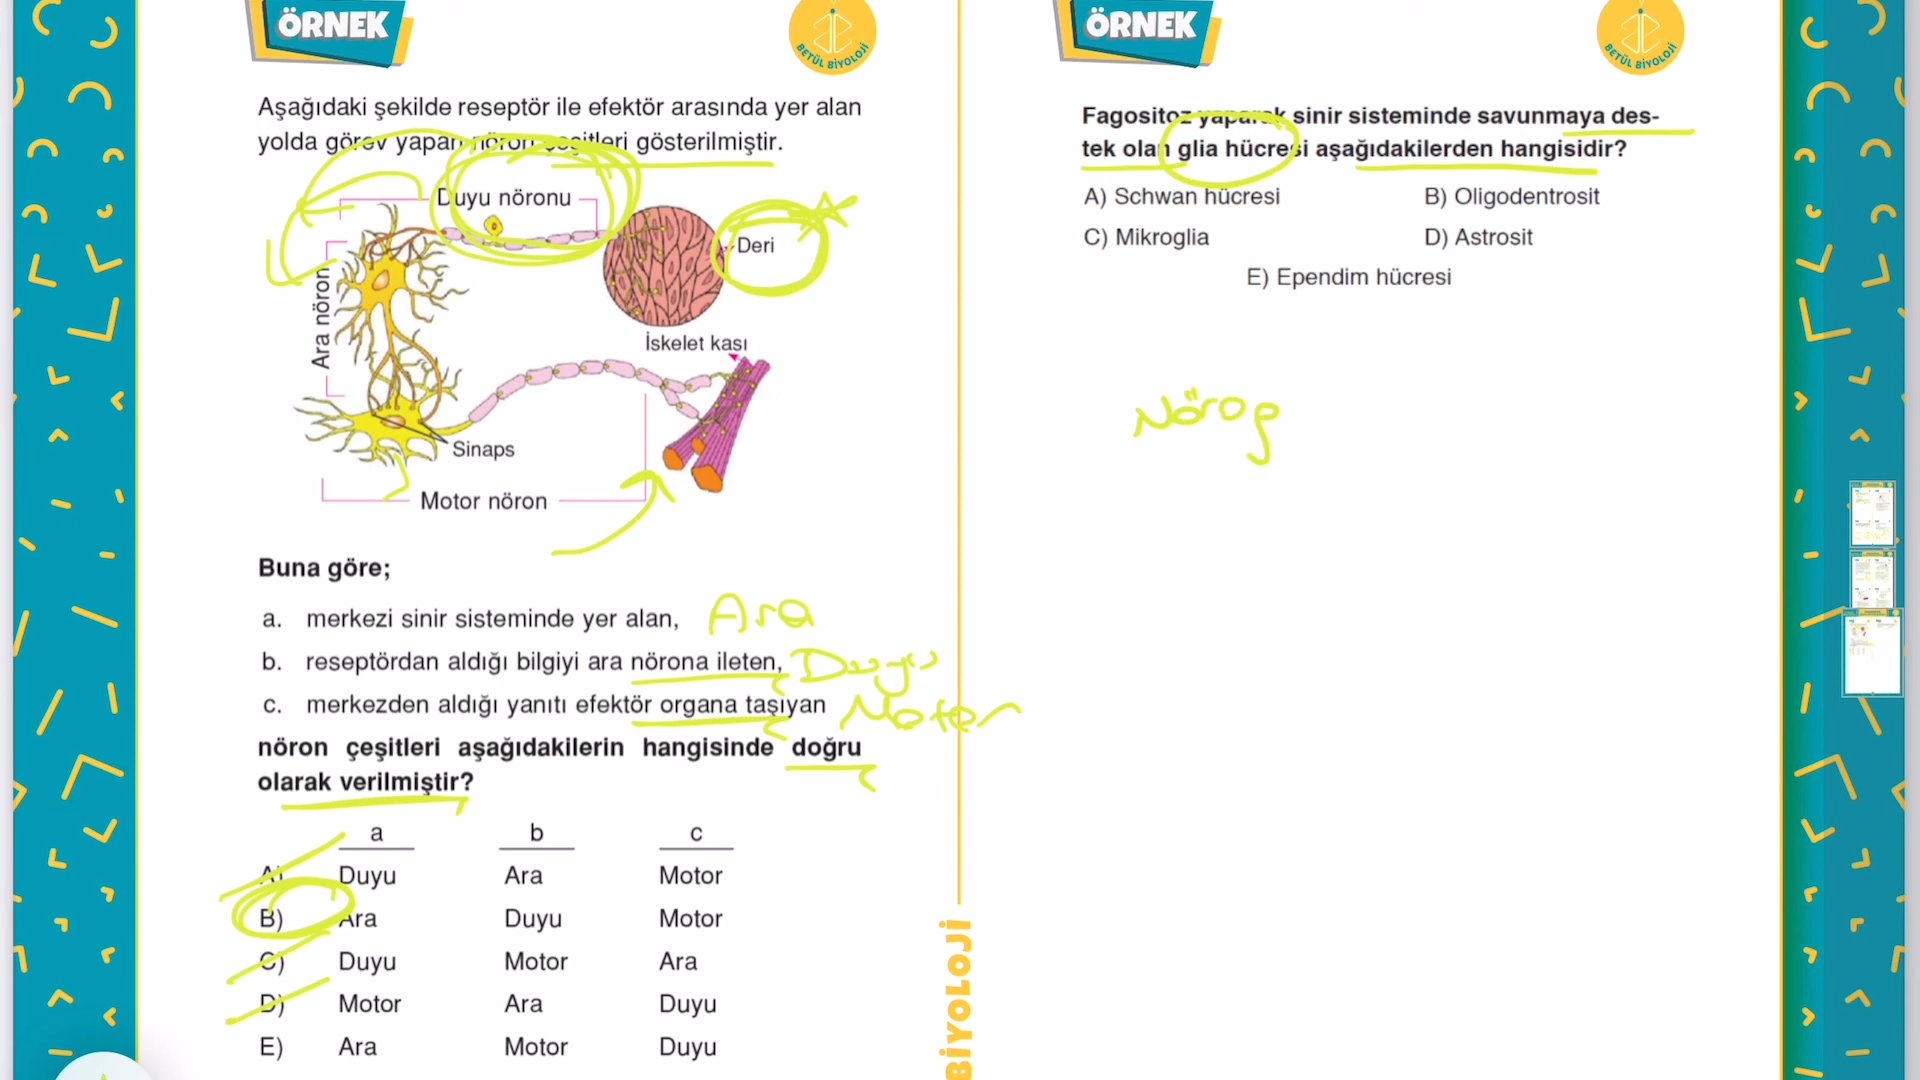 ÖRNEK
BETÜL BİYOLOJİ
Aşağıdaki şekilde reseptör ile efektör arasında yer alan
yolda görev yapan nöron çeşitleri gösterilmiştir.
Duyu nöronu
Deri
Ara nöron
İskelet kası
Sinaps
Motor nöron
Buna göre;
a. merkezi sinir sisteminde yer alan, Ara
b. reseptördan aldığı bilgiyi ara nörona ileten, Duyu
c. merkezden aldığı yanıtı efektör organa taşıyan Motor
nöron çeşitleri aşağıdakilerin hangisinde doğru
olarak verilmiştir?
a b c
A) Duyu Ara Motor
B) Ara Duyu Motor
C) Duyu Motor Ara
D) Motor Ara Duyu
E) Ara Motor Duyu
BİYOLOJİ
ÖRNEK
BETÜL BİYOLOJİ
Fagositoz yaparak sinir sisteminde savunmaya des-
tek olan glia hücresi aşağıdakilerden hangisidir?
A) Schwan hücresi B) Oligodentrosit
C) Mikroglia D) Astrosit
E) Ependim hücresi
Nörog